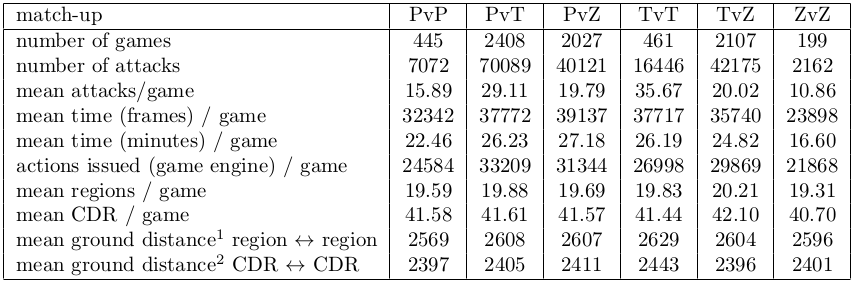 match-up PvP PvT PvZ TvT TvZ ZvZ
number of games 445 2408 2027 461 2107 199
number of attacks 7072 70089 40121 16446 42175 2162
mean attacks/game 15.89 29.11 19.79 35.67 20.02 10.86
mean time (frames) / game 32342 37772 39137 37717 35740 23898
mean time (minutes) / game 22.46 26.23 27.18 26.19 24.82 16.60
actions issued (game engine) / game 24584 33209 31344 26998 29869 21868
mean regions / game 19.59 19.88 19.69 19.83 20.21 19.31
mean CDR / game 41.58 41.61 41.57 41.44 42.10 40.70
mean ground distance¹ region ↔ region 2569 2608 2607 2629 2604 2596
mean ground distance² CDR ↔ CDR 2397 2405 2411 2443 2396 2401